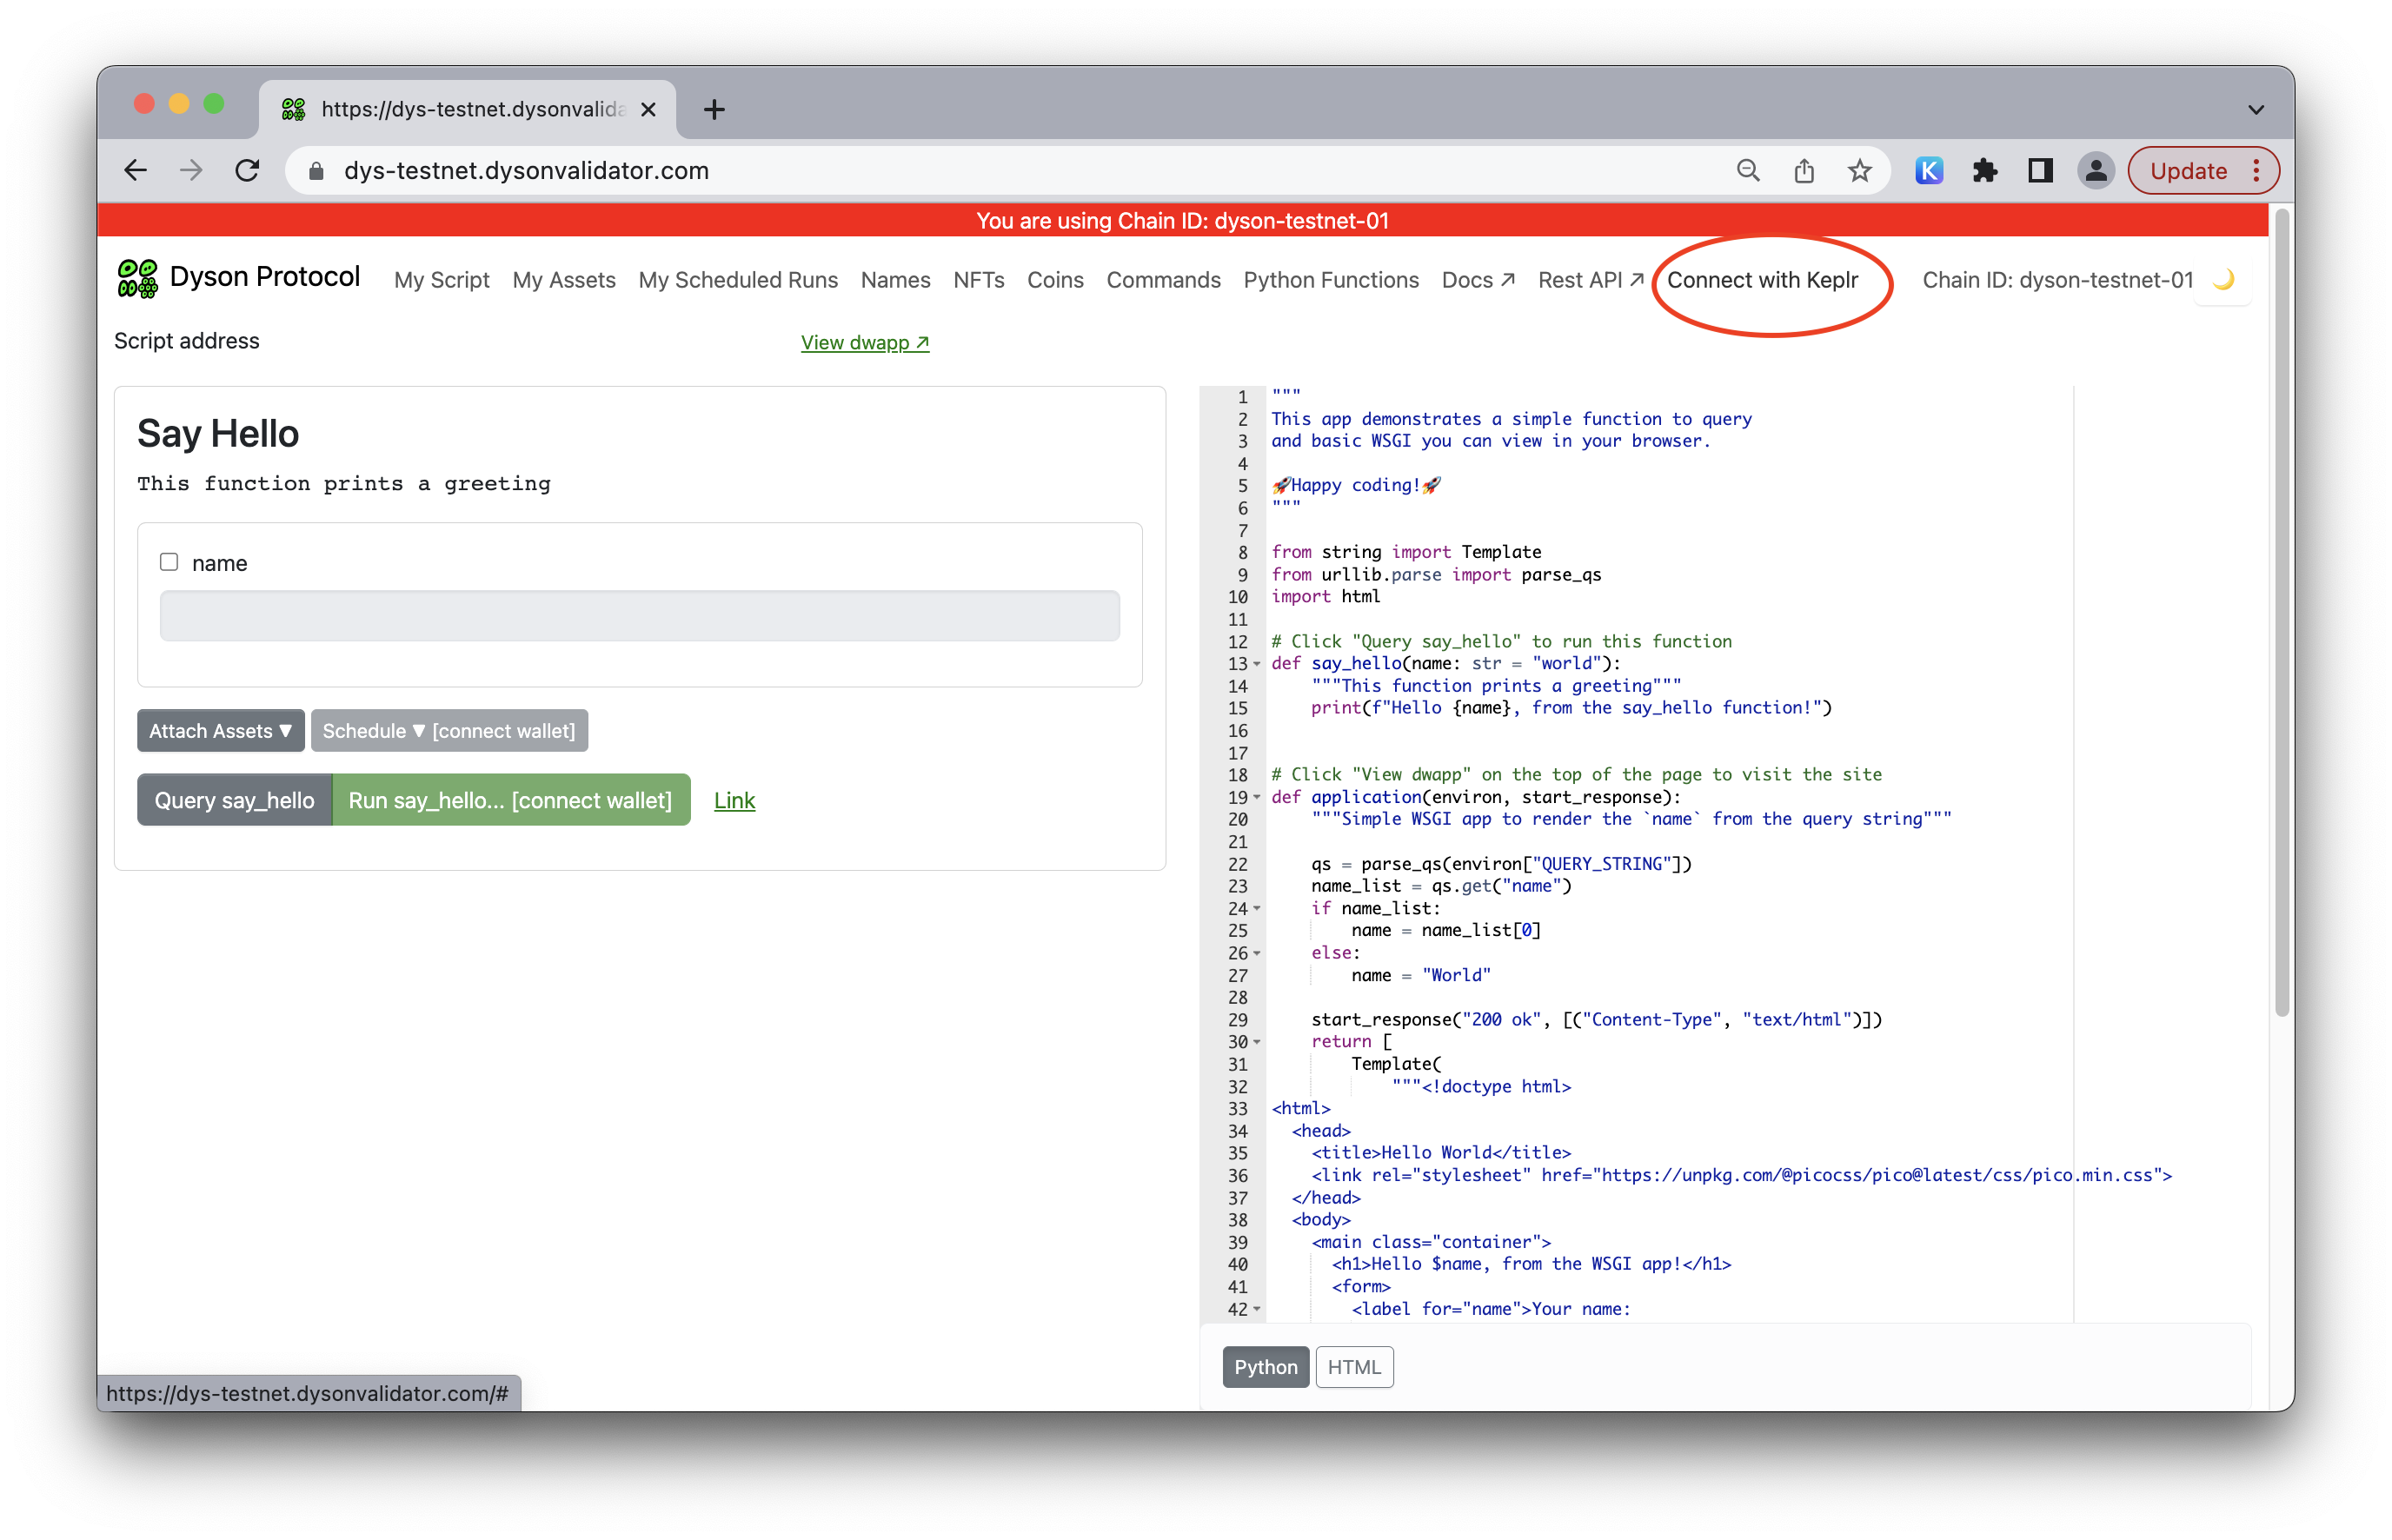 https://dys-testnet.dysonvalida
dys-testnet.dysonvalidator.com
Update
You are using Chain ID: dyson-testnet-01
Dyson Protocol My Script My Assets My Scheduled Runs Names NFTs Coins Commands Python Functions Docs ↗ Rest API ↗ Connect with Keplr Chain ID: dyson-testnet-01 🌙
Script address
View dwapp ↗
Say Hello
This function prints a greeting
name
Attach Assets ▼ Schedule ▼ [connect wallet]
Query say_hello Run say_hello... [connect wallet] Link
1 """
2 This app demonstrates a simple function to query
3 and basic WSGI you can view in your browser.
4
5 🚀Happy coding!🚀
6 """
7
8 from string import Template
9 from urllib.parse import parse_qs
10 import html
11
12 # Click "Query say_hello" to run this function
13 def say_hello(name: str = "world"):
14     """This function prints a greeting"""
15     print(f"Hello {name}, from the say_hello function!")
16
17
18 # Click "View dwapp" on the top of the page to visit the site
19 def application(environ, start_response):
20     """Simple WSGI app to render the `name` from the query string"""
21
22     qs = parse_qs(environ["QUERY_STRING"])
23     name_list = qs.get("name")
24     if name_list:
25         name = name_list[0]
26     else:
27         name = "World"
28
29     start_response("200 ok", [("Content-Type", "text/html")])
30     return [
31         Template(
32             """<!doctype html>
33 <html>
34   <head>
35     <title>Hello World</title>
36     <link rel="stylesheet" href="https://unpkg.com/@picocss/pico@latest/css/pico.min.css">
37   </head>
38   <body>
39     <main class="container">
40       <h1>Hello $name, from the WSGI app!</h1>
41       <form>
42         <label for="name">Your name:
Python HTML
https://dys-testnet.dysonvalidator.com/#